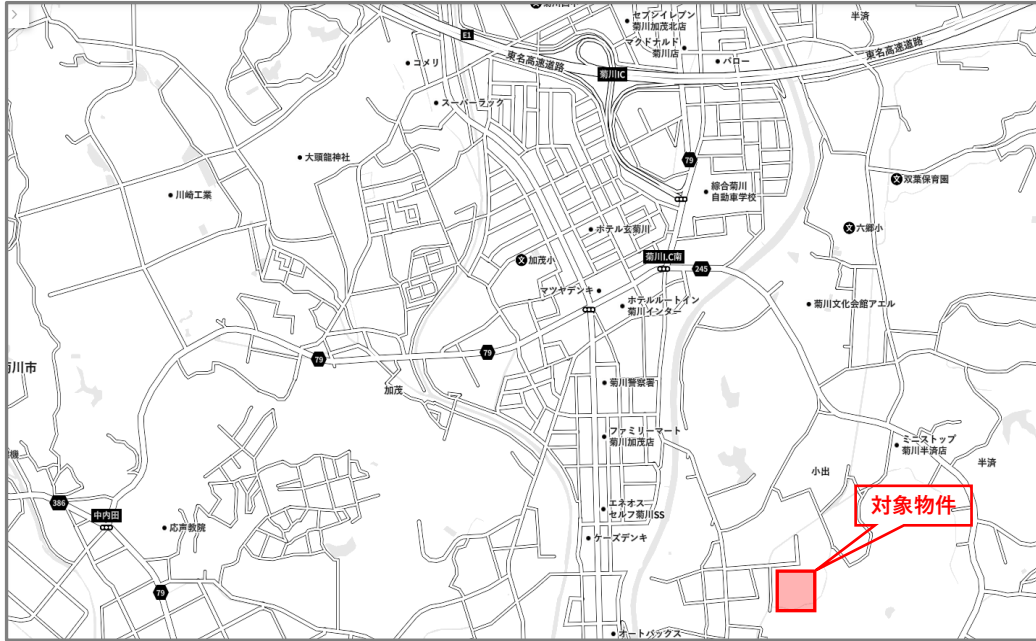 菊川西中
セブンイレブン
菊川加茂北店
半済
マクドナルド
菊川店
E1
東名高速道路
コメリ
バロー
東名高速道路
菊川IC
スーパーラック
大頭龍神社
79
双葉保育園
川崎工業
綜合菊川
自動車学校
ホテル玄菊川
六郷小
加茂小
菊川I.C南
245
マツヤデンキ
ホテルルートイン
菊川インター
菊川文化会館アエル
79
79
川市
加茂
菊川警察署
ファミリーマート
菊川加茂店
ミニストップ
菊川半済店
半済
小出
386
中内田
応声教院
エネオス
セルフ菊川SS
対象物件
ケーズデンキ
79
オートバックス